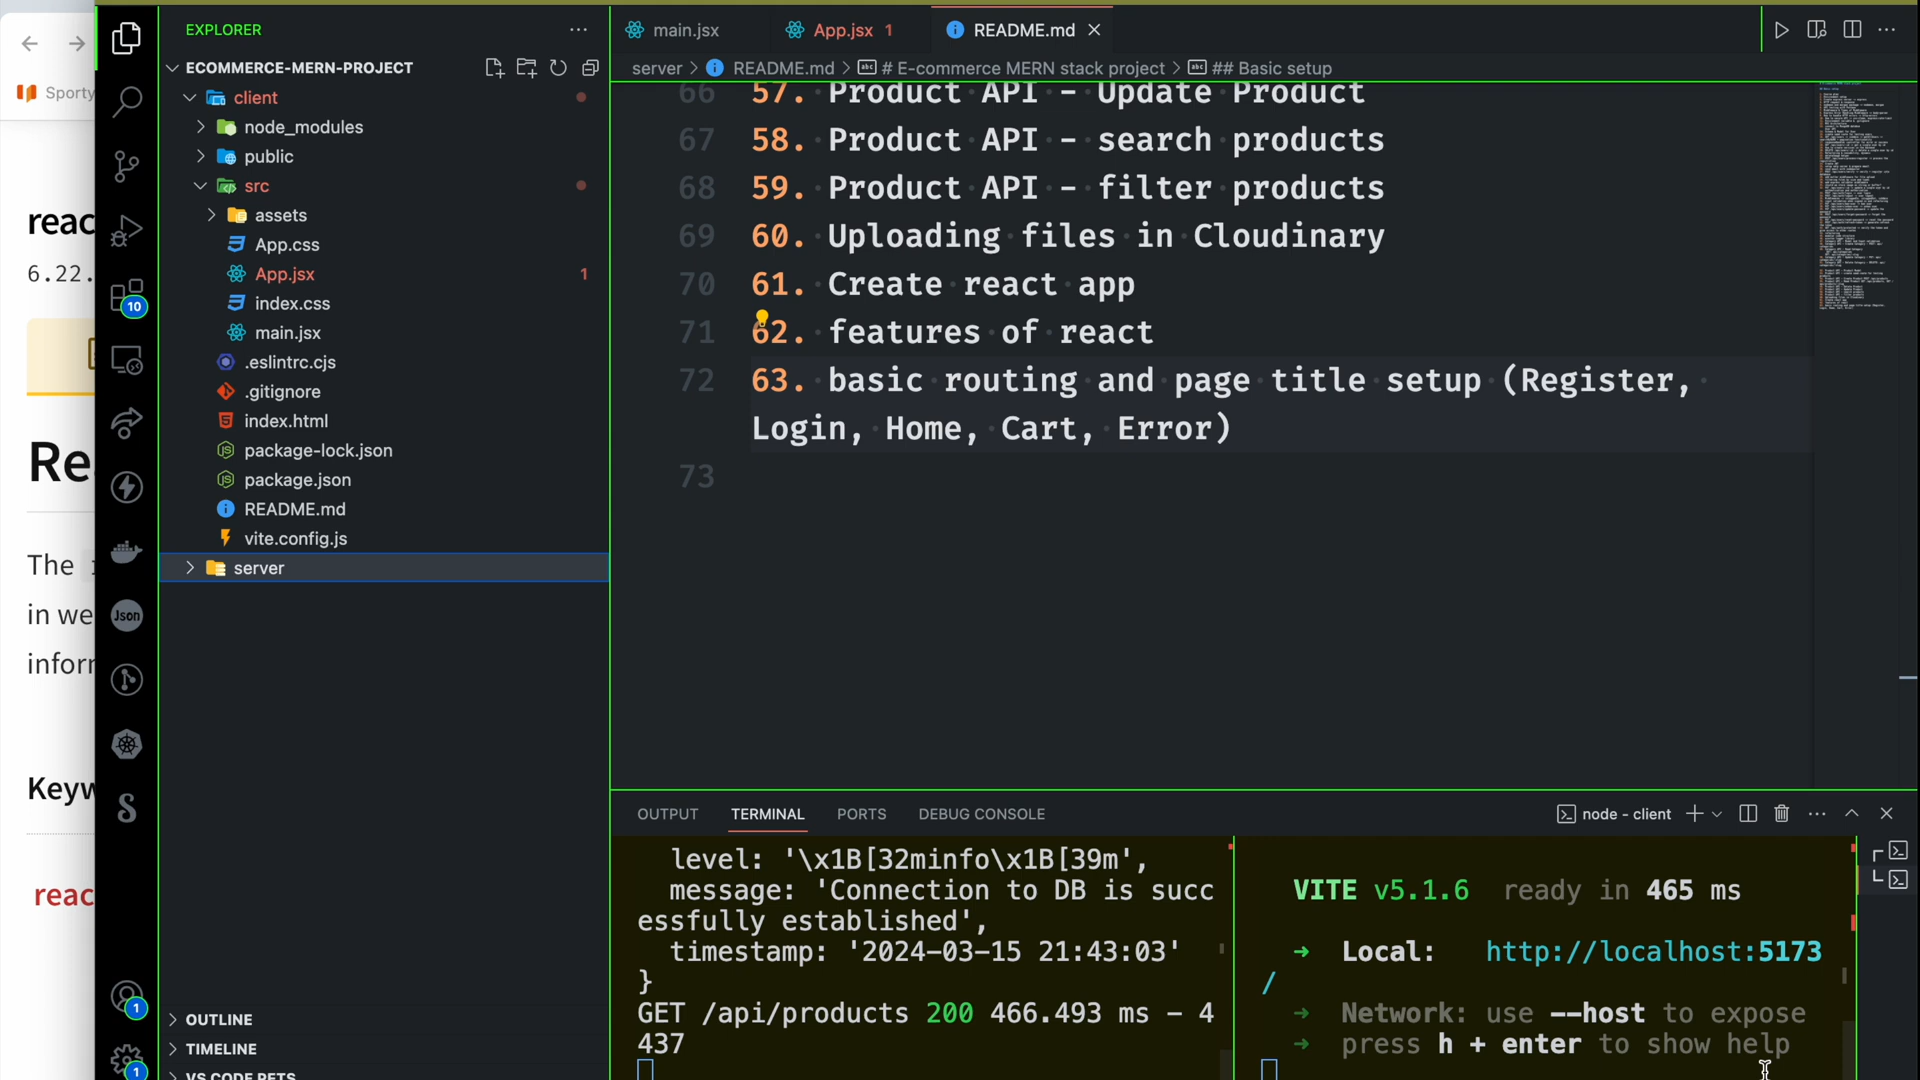 Sporty
reac
6.22.
Re
The
in we
inforr
Keyw
reac
10
1
1
EXPLORER
ECOMMERCE-MERN-PROJECT
client
node_modules
public
src
assets
App.css
App.jsx 1
index.css
main.jsx
.eslintrc.cjs
.gitignore
index.html
package-lock.json
package.json
README.md
vite.config.js
server
OUTLINE
TIMELINE
VS CODE PETS
main.jsx App.jsx 1 README.md
server > README.md > # E-commerce MERN stack project > ## Basic setup
66 57. Product API - Update Product
67 58. Product API - search products
68 59. Product API - filter products
69 60. Uploading files in Cloudinary
70 61. Create react app
71 62. features of react
72 63. basic routing and page title setup (Register,
Login, Home, Cart, Error)
73
OUTPUT TERMINAL PORTS DEBUG CONSOLE node - client
level: '\x1B[32minfo\x1B[39m',
message: 'Connection to DB is succ
essfully established',
timestamp: '2024-03-15 21:43:03'
}
GET /api/products 200 466.493 ms - 4
437
VITE v5.1.6 ready in 465 ms
➜ Local: http://localhost:5173
/
➜ Network: use --host to expose
➜ press h + enter to show help